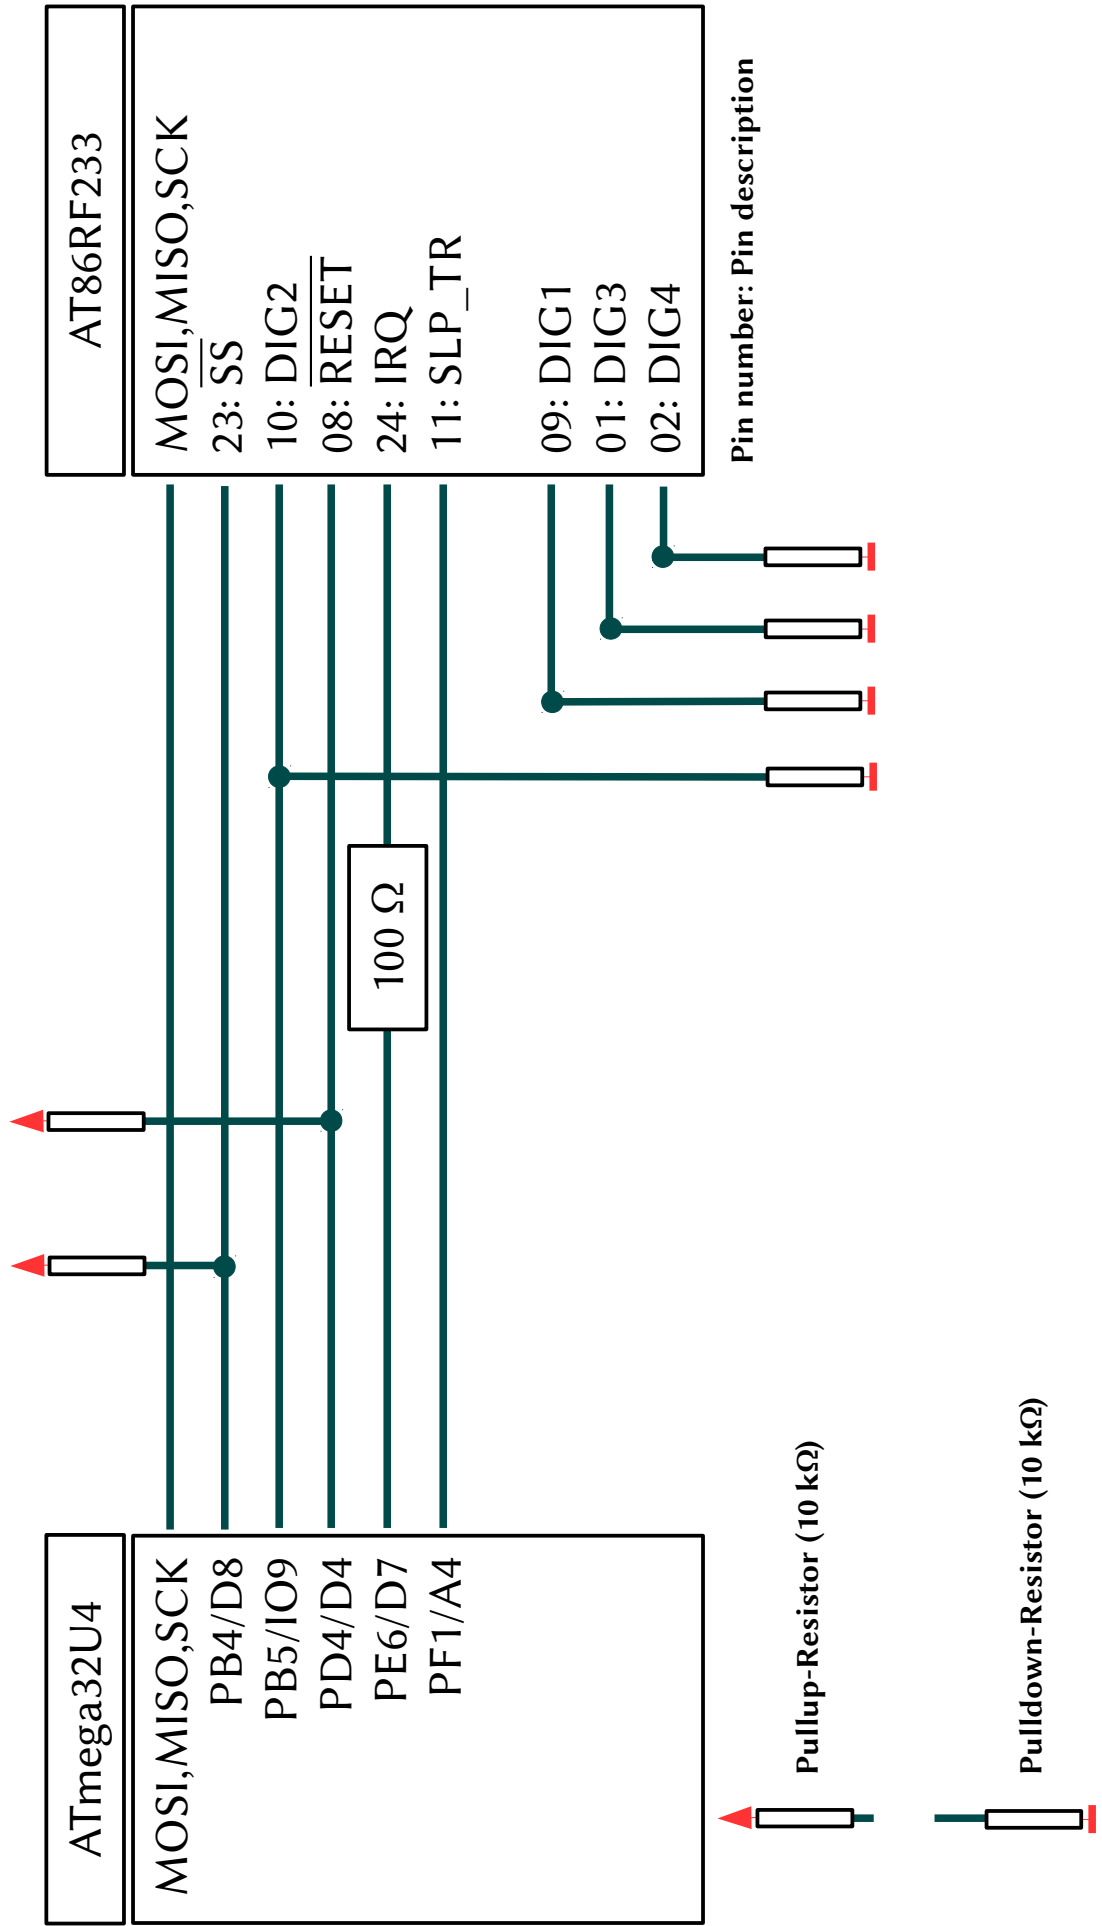 ATmega32U4
MOSI,MISO,SCK
PB4/D8
PB5/IO9
PD4/D4
PE6/D7
PF1/A4
100 Ω
AT86RF233
MOSI,MISO,SCK
23: SS
10: DIG2
08: RESET
24: IRQ
11: SLP_TR
09: DIG1
01: DIG3
02: DIG4
Pin number: Pin description
Pullup-Resistor (10 kΩ)
Pulldown-Resistor (10 kΩ)